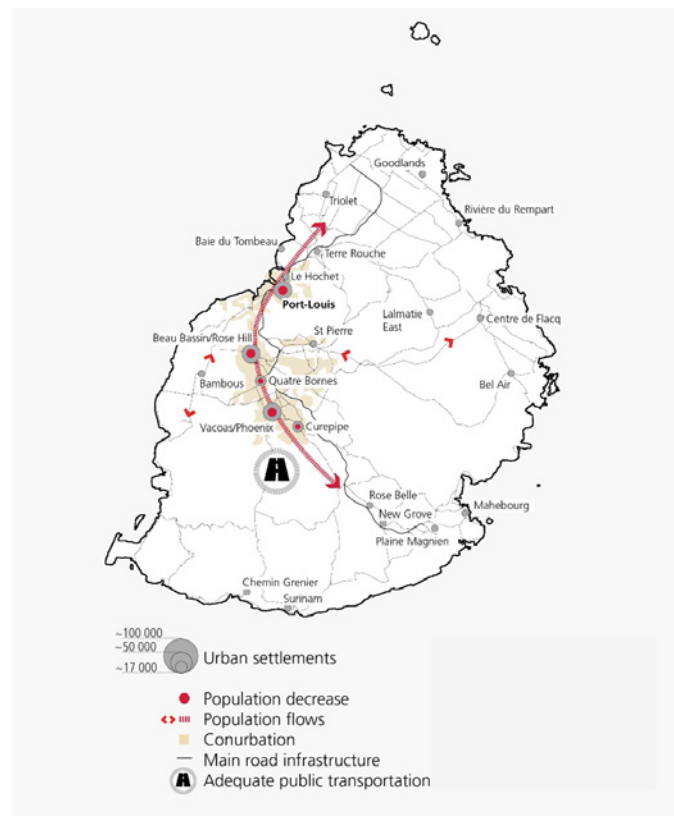 Goodlands
Triolet
Rivière du Rempart
Baie du Tombeau
Terre Rouche
Le Hochet
Port-Louis
Lalmatie
East
Centre de Flacq
St Pierre
Beau Bassin/Rose Hill
Bambous
Quatre Bornes
Bel Air
Vacoas/Phoenix
Curepipe
Rose Belle
New Grove
Mahebourg
Plaine Magnien
Chemin Grenier
Surinam
~100 000
~50 000
~17 000
Urban settlements
Population decrease
Population flows
Conurbation
Main road infrastructure
Adequate public transportation